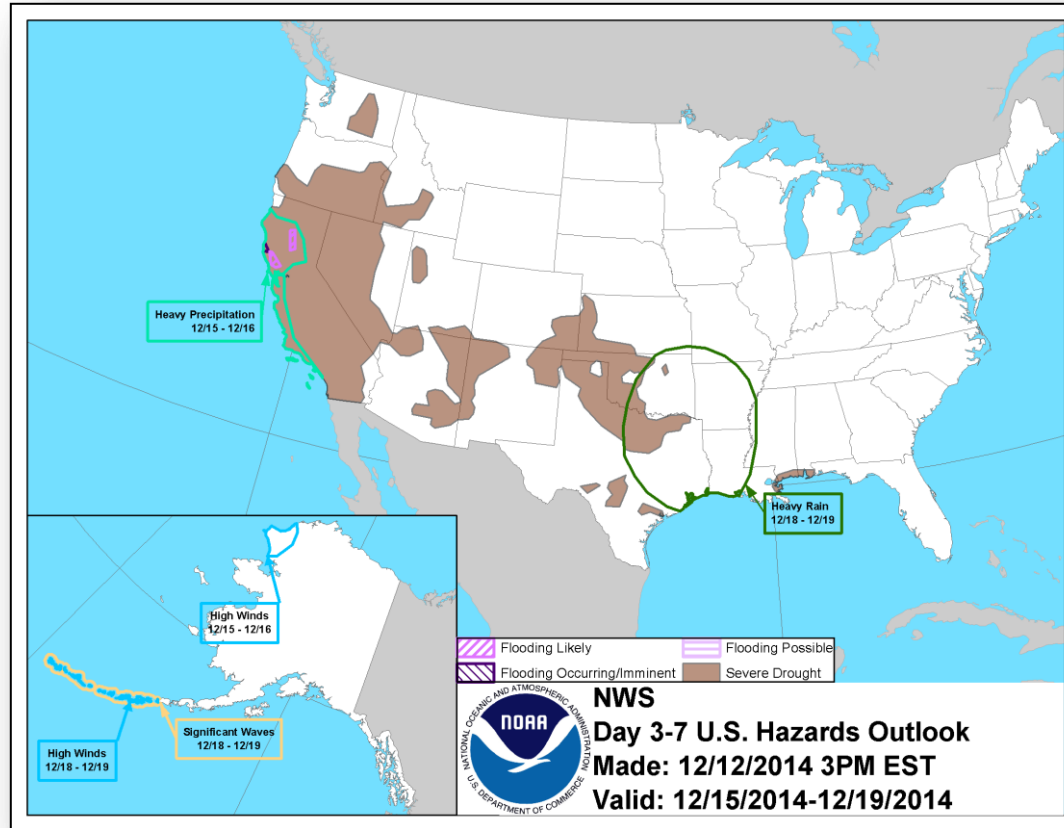 Heavy Precipitation
12/15 - 12/16
Heavy Rain
12/18 - 12/19
High Winds
12/15 - 12/16
Significant Waves
12/18 - 12/19
High Winds
12/18 - 12/19
Flooding Likely
Flooding Possible
Flooding Occurring/Imminent
Severe Drought
NATIONAL OCEANIC AND ATMOSPHERIC ADMINISTRATION
NOAA
U.S. DEPARTMENT OF COMMERCE
NWS
Day 3-7 U.S. Hazards Outlook
Made: 12/12/2014 3PM EST
Valid: 12/15/2014-12/19/2014